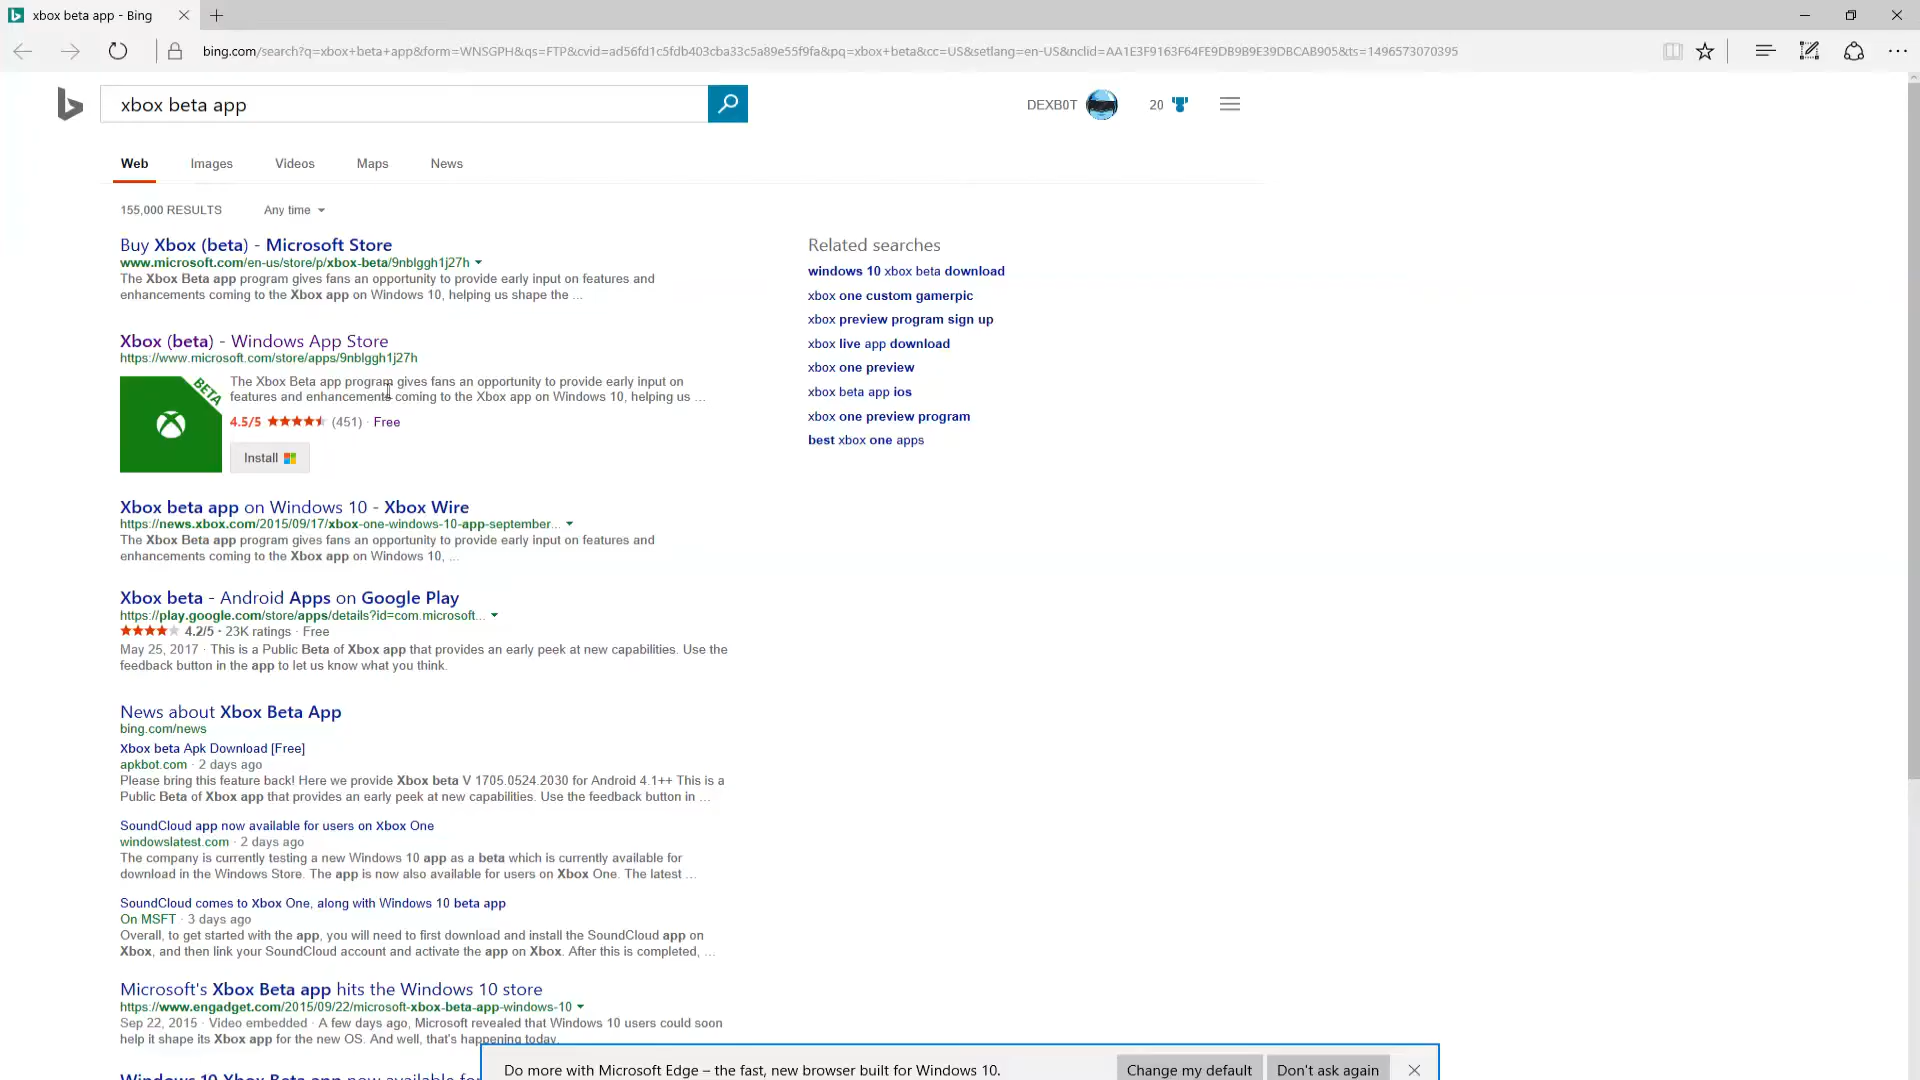 xbox beta app - Bing
bing.com/search?q=xbox+beta+app&form=WNSGPH&qs=FTP&cvid=ad56fd1c5fdb403cba33c5a89e55f9fa&pq=xbox+beta&cc=US&setlang=en-US&nclid=AA1E3F9163F64FE9DB9B9E39DBCAB905&ts=1496573070395
xbox beta app
DEXB0T
20
Web Images Videos Maps News
155,000 RESULTS Any time
Buy Xbox (beta) - Microsoft Store
www.microsoft.com/en-us/store/p/xbox-beta/9nblggh1j27h
The Xbox Beta app program gives fans an opportunity to provide early input on features and
enhancements coming to the Xbox app on Windows 10, helping us shape the ...
Xbox (beta) - Windows App Store
https://www.microsoft.com/store/apps/9nblggh1j27h
BETA
The Xbox Beta app program gives fans an opportunity to provide early input on
features and enhancements coming to the Xbox app on Windows 10, helping us ...
4.5/5 (451) · Free
Install
Xbox beta app on Windows 10 - Xbox Wire
https://news.xbox.com/2015/09/17/xbox-one-windows-10-app-september...
The Xbox Beta app program gives fans an opportunity to provide early input on features and
enhancements coming to the Xbox app on Windows 10, ...
Xbox beta - Android Apps on Google Play
https://play.google.com/store/apps/details?id=com.microsoft...
4.2/5 · 23K ratings · Free
May 25, 2017 · This is a Public Beta of Xbox app that provides an early peek at new capabilities. Use the
feedback button in the app to let us know what you think.
News about Xbox Beta App
bing.com/news
Xbox beta Apk Download [Free]
apkbot.com · 2 days ago
Please bring this feature back! Here we provide Xbox beta V 1705.0524.2030 for Android 4.1++ This is a
Public Beta of Xbox app that provides an early peek at new capabilities. Use the feedback button in ...
SoundCloud app now available for users on Xbox One
windowslatest.com · 2 days ago
The company is currently testing a new Windows 10 app as a beta which is currently available for
download in the Windows Store. The app is now also available for users on Xbox One. The latest ...
SoundCloud comes to Xbox One, along with Windows 10 beta app
On MSFT · 3 days ago
Overall, to get started with the app, you will need to first download and install the SoundCloud app on
Xbox, and then link your SoundCloud account and activate the app on Xbox. After this is completed, ...
Microsoft's Xbox Beta app hits the Windows 10 store
https://www.engadget.com/2015/09/22/microsoft-xbox-beta-app-windows-10
Sep 22, 2015 · Video embedded · A few days ago, Microsoft revealed that Windows 10 users could soon
help it shape its Xbox app for the new OS. And well, that's happening today.
Windows 10 Xbox Beta app now available for
Related searches
windows 10 xbox beta download
xbox one custom gamerpic
xbox preview program sign up
xbox live app download
xbox one preview
xbox beta app ios
xbox one preview program
best xbox one apps
Do more with Microsoft Edge – the fast, new browser built for Windows 10.
Change my default
Don't ask again